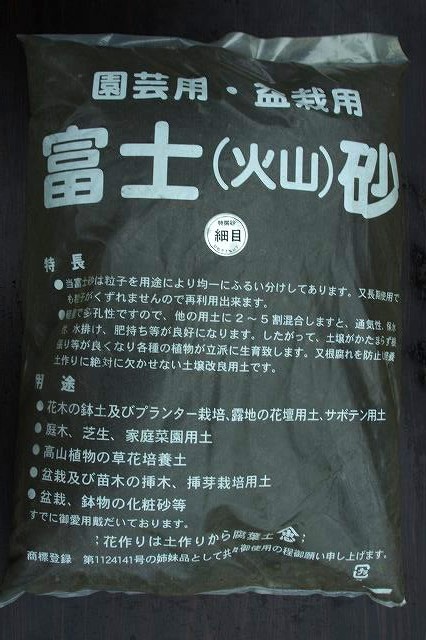 園芸用・盆栽用
富士(火山)砂
特選砂
細目
特長
●当富士砂は粒子を用途により均一にふるい分けしてあります。又長期使用で
も粒子がくずれませんので再利用出来ます。
●軽量で多孔性ですので、他の用土に2〜5割混合しますと、通気性、保水
性 水排け、肥持ち等が良好になります。したがって、土壌がかたまらず根
張り等が良くなり各種の植物が立派に生育致します。又根腐れを防止し培養
土作りに絶対に欠かせない土壌改良用土です。
用途
●花木の鉢土及びプランター栽培、露地の花壇用土、サボテン用土
●庭木、芝生、家庭菜園用土
●高山植物の草花培養土
●盆栽及び苗木の挿木、挿芽栽培用土
●盆栽、鉢物の化粧砂等
すでに御愛用戴だいております。
:花作りは土作りから腐葉土 :
商標登録 第1124141号の姉妹品として共々御使用の程御願い申し上げます。